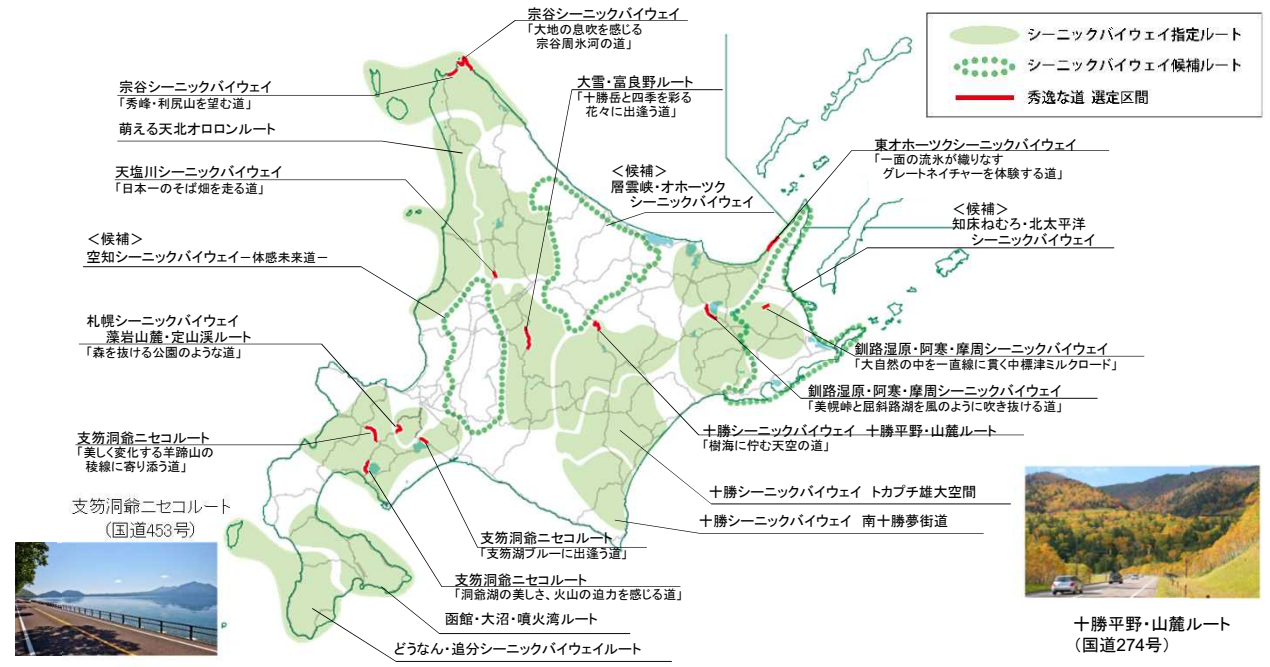 宗谷シーニックバイウェイ
「大地の息吹を感じる
宗谷周氷河の道」
シーニックバイウェイ指定ルート
シーニックバイウェイ候補ルート
秀逸な道 選定区間
宗谷シーニックバイウェイ
「秀峰・利尻山を望む道」
萌える天北オロロンルート
天塩川シーニックバイウェイ
「日本一のそば畑を走る道」
＜候補＞
空知シーニックバイウェイ－体感未来道－
札幌シーニックバイウェイ
藻岩山麓・定山渓ルート
「森を抜ける公園のような道」
支笏洞爺ニセコルート
「美しく変化する羊蹄山の
稜線に寄り添う道」
支笏洞爺ニセコルート
（国道453号）
大雪・富良野ルート
「十勝岳と四季を彩る
花々に出逢う道」
＜候補＞
層雲峡・オホーツク
シーニックバイウェイ
東オホーツクシーニックバイウェイ
「一面の流氷が織りなす
グレートネイチャーを体験する道」
＜候補＞
知床ねむろ・北太平洋
シーニックバイウェイ
釧路湿原・阿寒・摩周シーニックバイウェイ
「大自然の中を一直線に貫く中標津ミルクロード」
釧路湿原・阿寒・摩周シーニックバイウェイ
「美幌峠と屈斜路湖を風のように吹き抜ける道」
十勝シーニックバイウェイ 十勝平野・山麓ルート
「樹海に佇む天空の道」
十勝シーニックバイウェイ トカプチ雄大空間
十勝シーニックバイウェイ 南十勝夢街道
支笏洞爺ニセコルート
「支笏湖ブルーに出逢う道」
支笏洞爺ニセコルート
「洞爺湖の美しさ、火山の迫力を感じる道」
函館・大沼・噴火湾ルート
どうなん・追分シーニックバイウェイルート
十勝平野・山麓ルート
（国道274号）